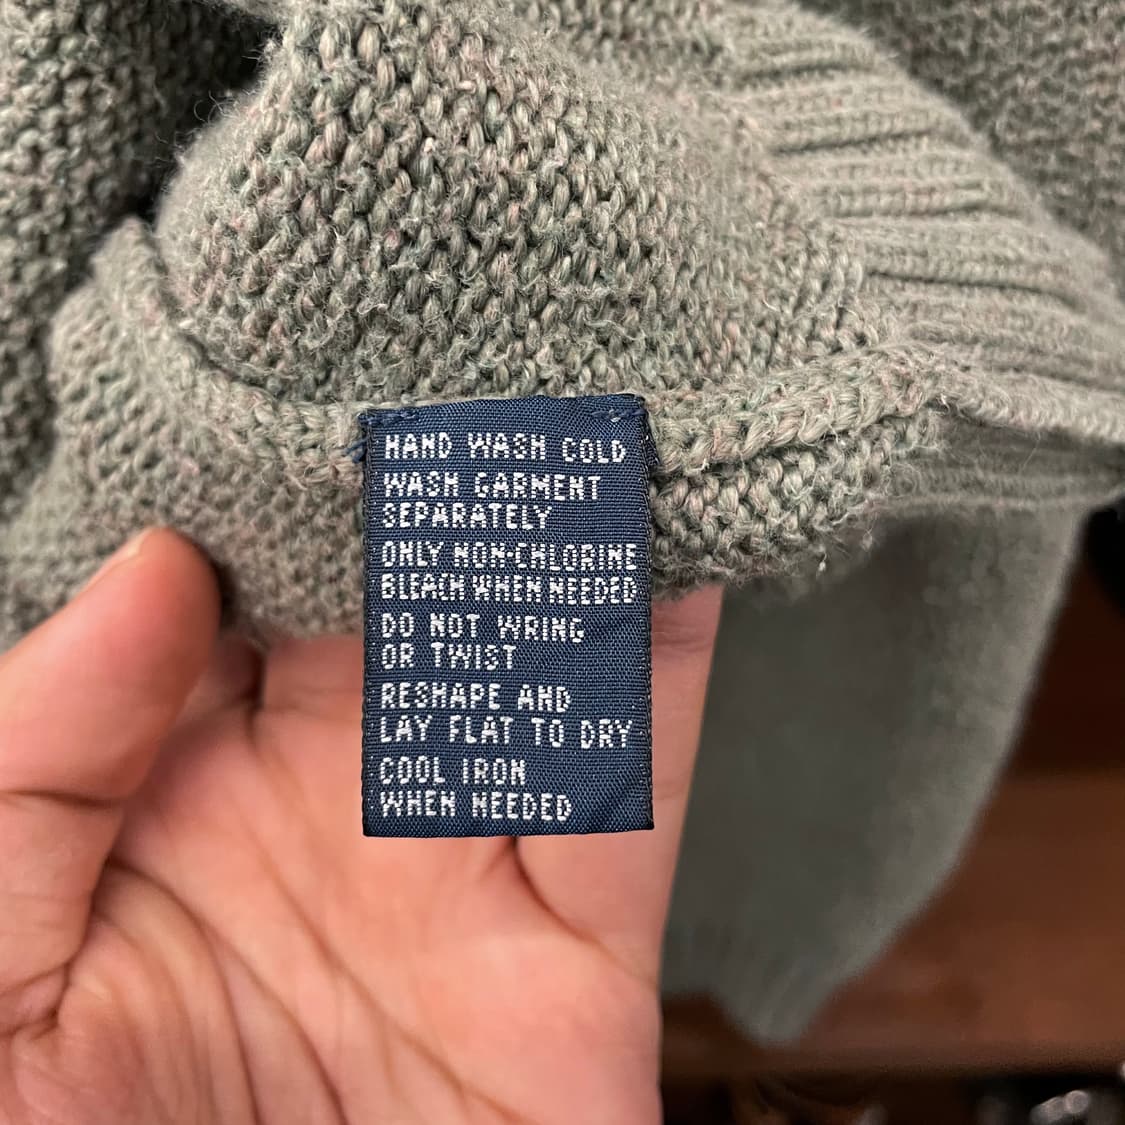 HAND WASH COLD
WASH GARMENT
SEPARATELY
ONLY NON-CHLORINE
BLEACH WHEN NEEDED
DO NOT WRING
OR TWIST
RESHAPE AND
LAY FLAT TO DRY
COOL IRON
WHEN NEEDED